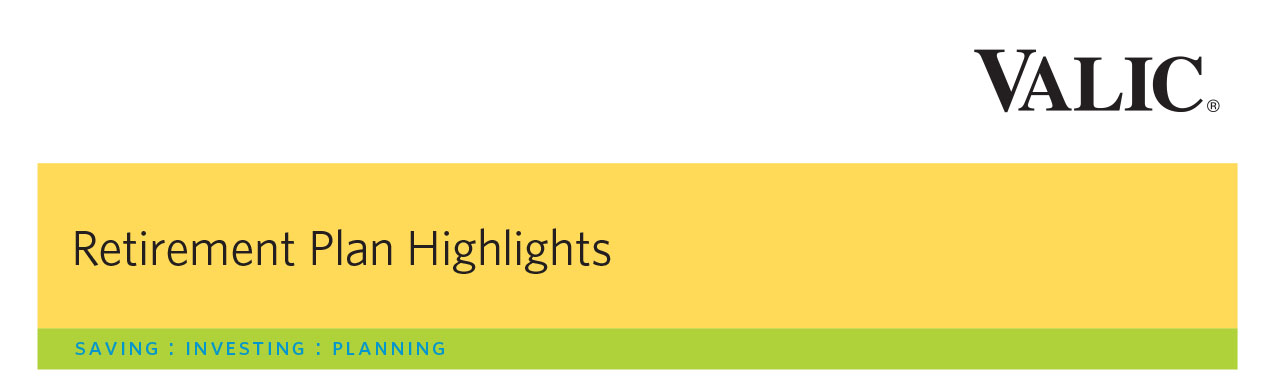 VALIC®
Retirement Plan Highlights
SAVING : INVESTING : PLANNING